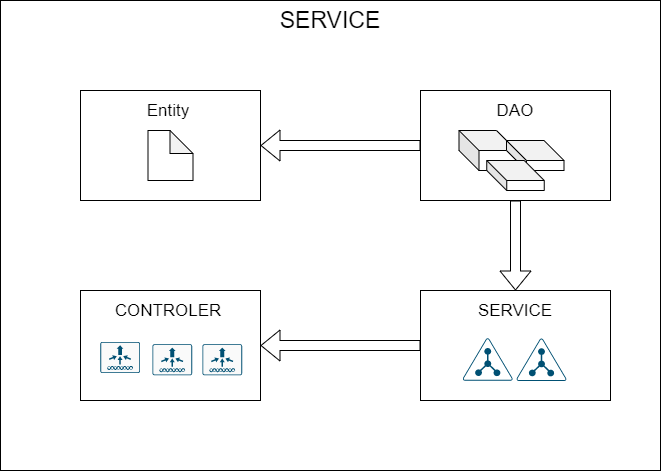 SERVICE
Entity
DAO
CONTROLER
SERVICE